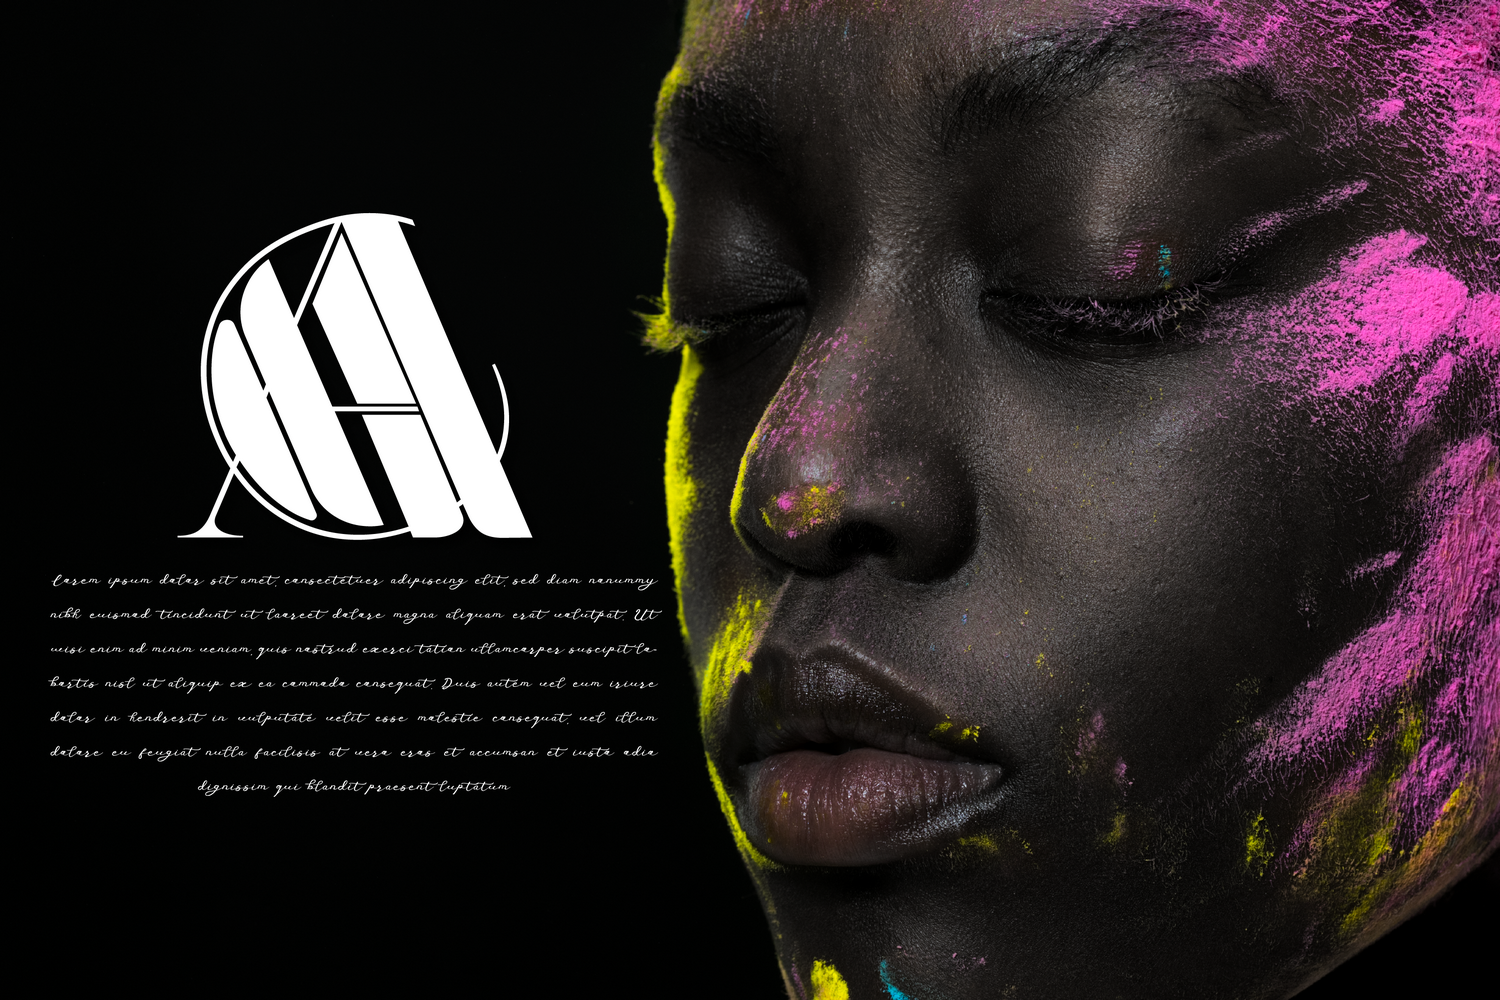 CA
Lorem ipsum dolor sit amet, consectetuer adipiscing elit, sed diam nonummy
nibh euismod tincidunt ut laoreet dolore magna aliquam erat volutpat. Ut
wisi enim ad minim veniam, quis nostrud exerci tation ullamcorper suscipit lo-
bortis nisl ut aliquip ex ea commodo consequat. Duis autem vel eum iriure
dolor in hendrerit in vulputate velit esse molestie consequat, vel illum
dolore eu feugiat nulla facilisis at vero eros et accumsan et iusto odio
dignissim qui blandit praesent luptatum